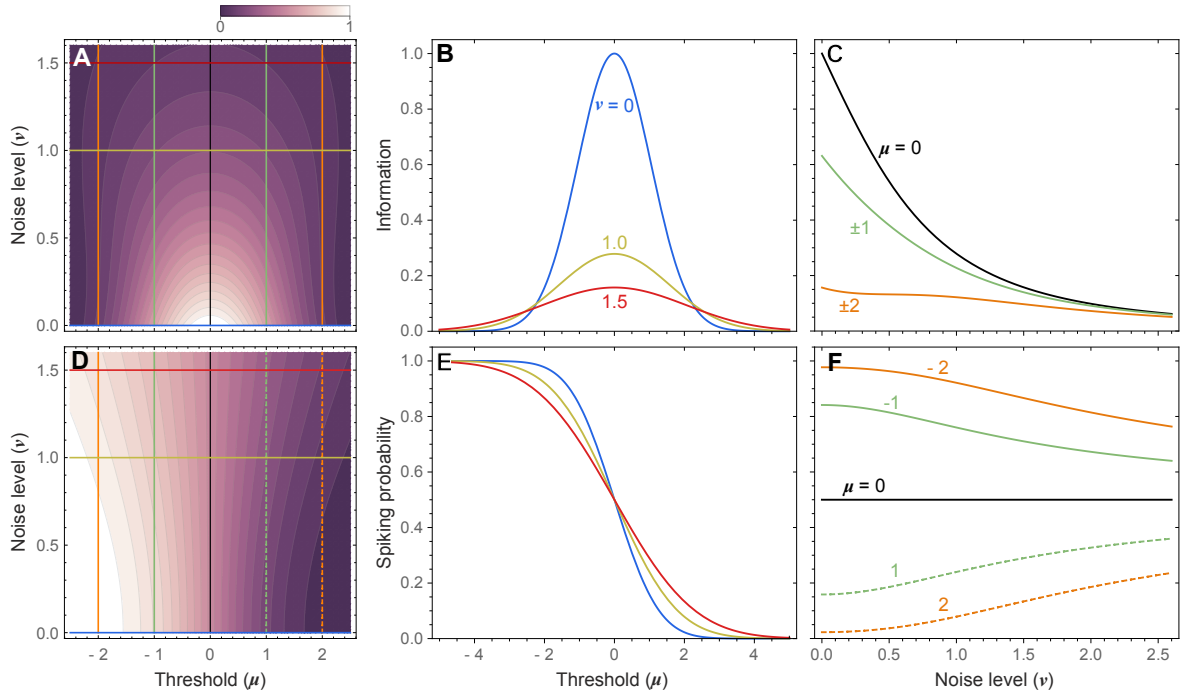 0 1
A
1.5
1.0
0.5
0.0
Noise level (ν)
B
1.0
0.8
0.6
0.4
0.2
0.0
Information
ν = 0
1.0
1.5
C
μ = 0
±1
±2
D
1.5
1.0
0.5
0.0
Noise level (ν)
- 2 - 1 0 1 2
Threshold (μ)
E
1.0
0.8
0.6
0.4
0.2
0.0
Spiking probability
- 4 - 2 0 2 4
Threshold (μ)
F
- 2
-1
μ = 0
1
2
0.0 0.5 1.0 1.5 2.0 2.5
Noise level (ν)